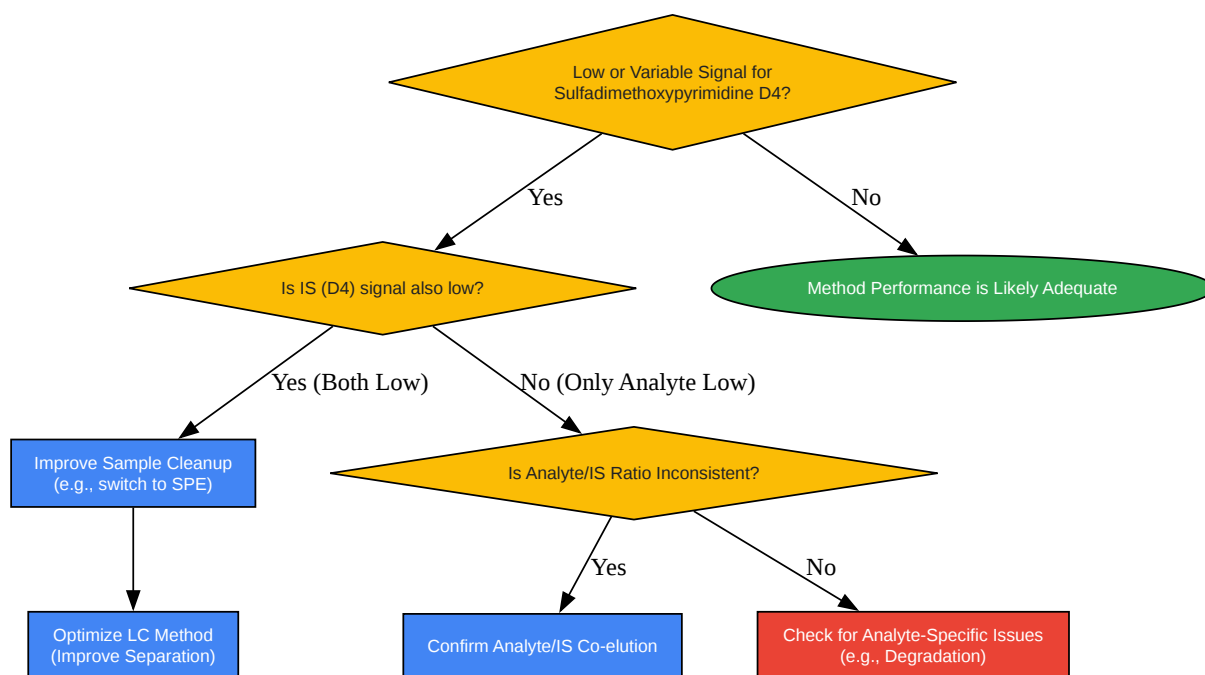 Low or Variable Signal for
Sulfadimethoxypyrimidine D4?
Yes
No
Is IS (D4) signal also low?
Method Performance is Likely Adequate
Yes (Both Low)
No (Only Analyte Low)
Improve Sample Cleanup
(e.g., switch to SPE)
Is Analyte/IS Ratio Inconsistent?
Yes
No
Optimize LC Method
(Improve Separation)
Confirm Analyte/IS Co-elution
Check for Analyte-Specific Issues
(e.g., Degradation)